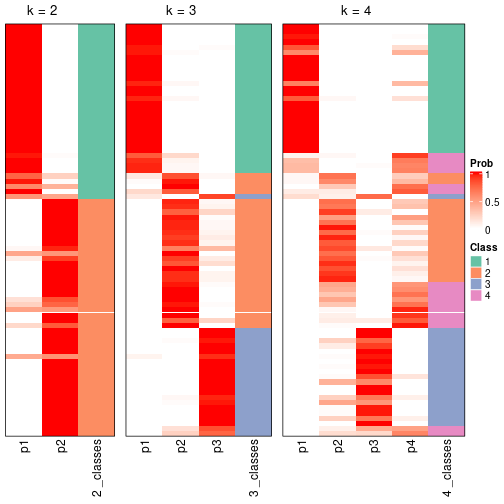 k = 2
k = 3
k = 4
Prob
1
0.5
0
Class
1
2
3
4
p1
p2
2_classes
p1
p2
p3
3_classes
p1
p2
p3
p4
4_classes